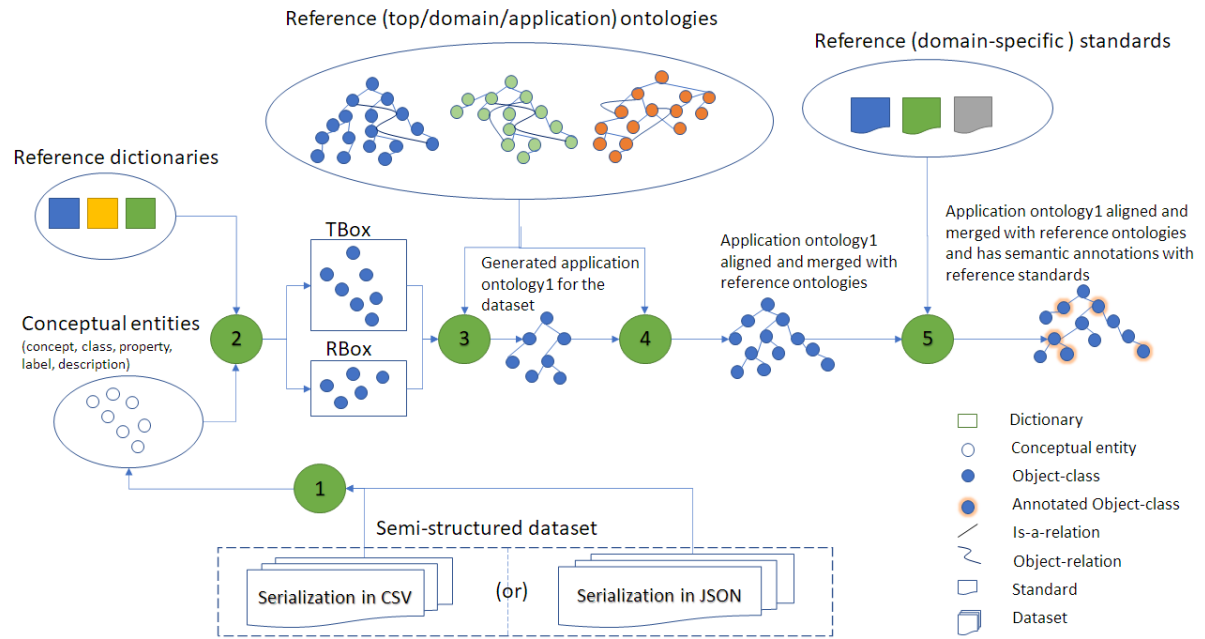 Reference (top/domain/application) ontologies
Reference (domain-specific ) standards
Reference dictionaries
TBox
Application ontology1 aligned and
merged with reference ontologies
and has semantic annotations with
reference standards
Application ontology1
aligned and merged with
reference ontologies
Generated application
ontology1 for the
dataset
Conceptual entities
(concept, class, property,
label, description)
2
3
4
5
RBox
1
Semi-structured dataset
Serialization in CSV
(or)
Serialization in JSON
Dictionary
Conceptual entity
Object-class
Annotated Object-class
Is-a-relation
Object-relation
Standard
Dataset